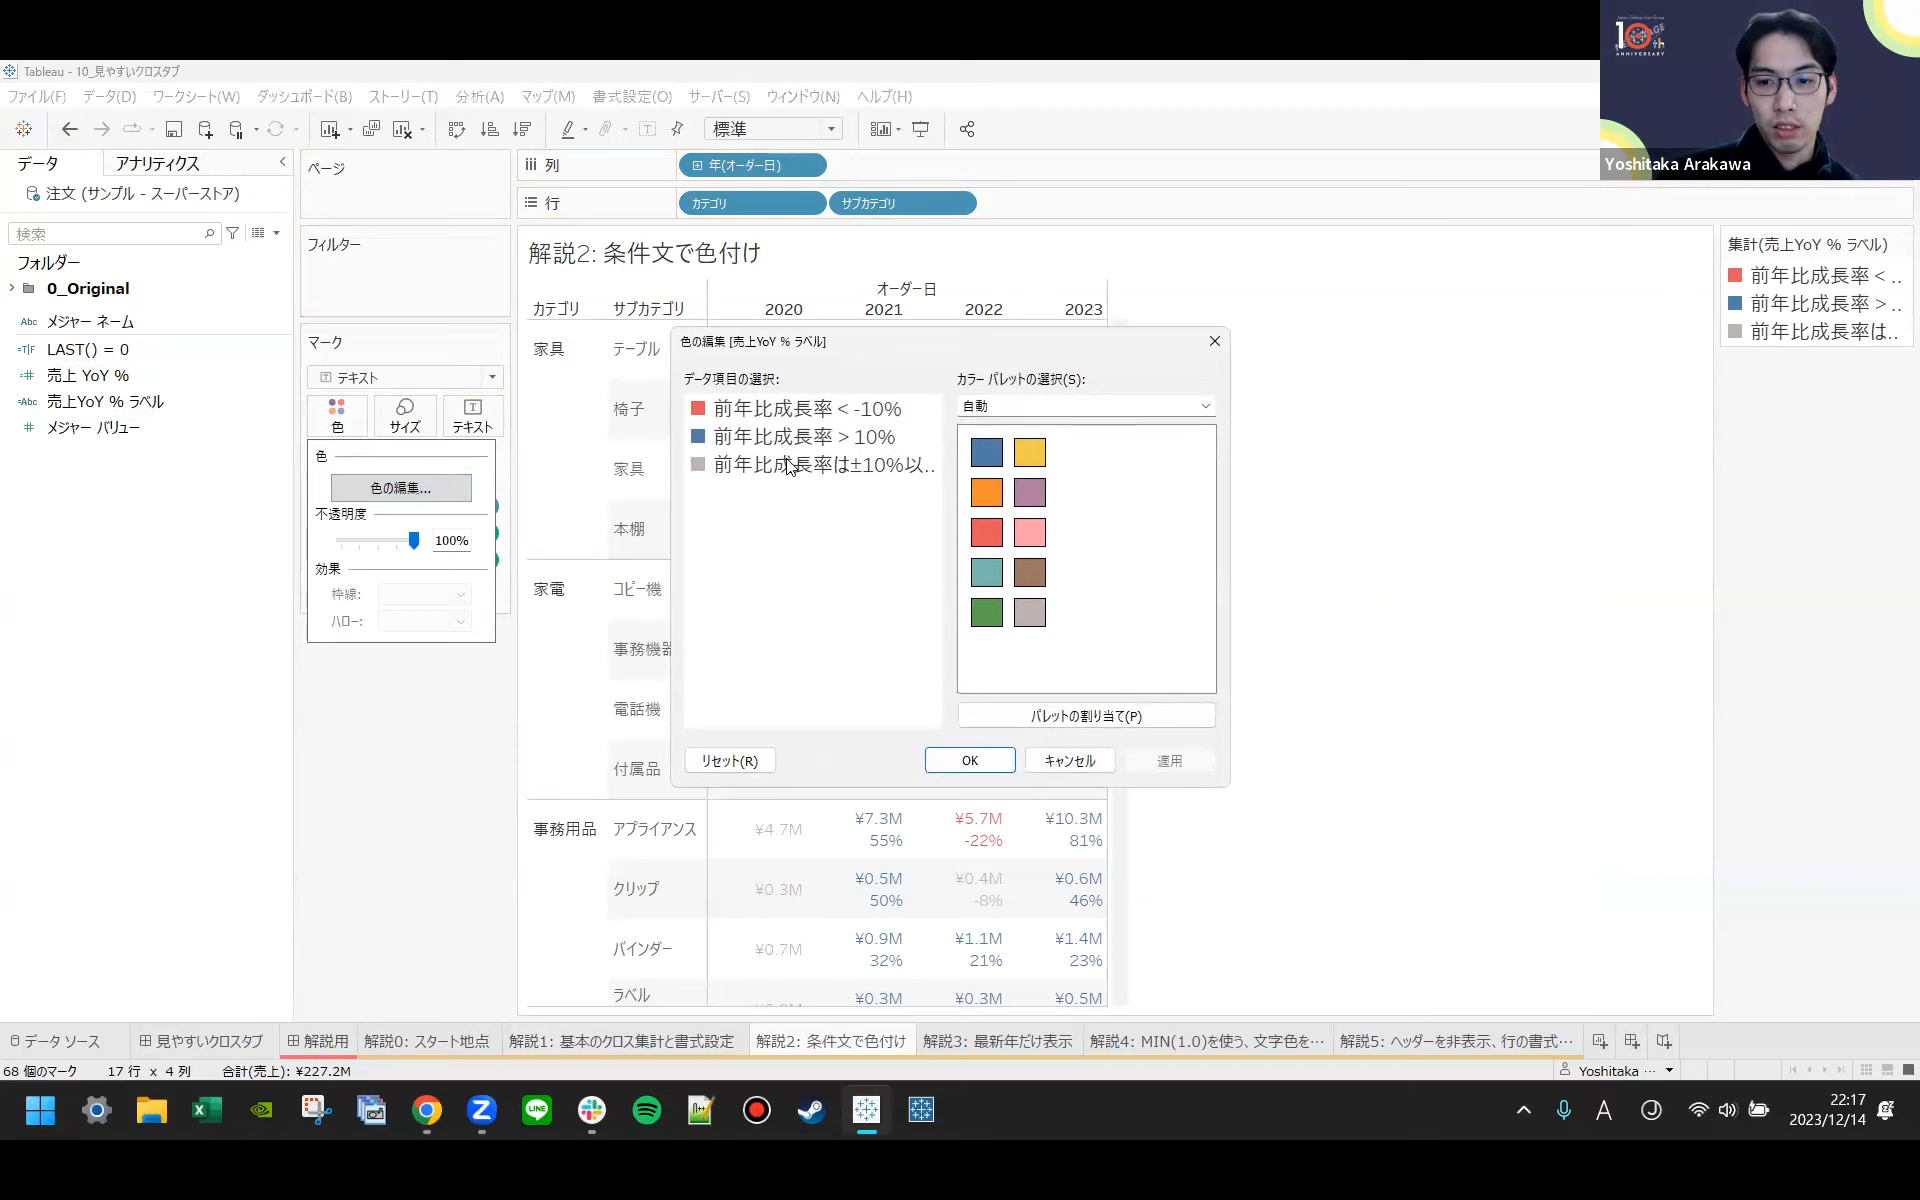 Tableau - 10_見やすいクロスタブ
ファイル(F) データ(D) ワークシート(W) ダッシュボード(B) ストーリー(T) 分析(A) マップ(M) 書式設定(O) サーバー(S) ウィンドウ(N) ヘルプ(H)
標準
10th
ANNIVERSARY
Yoshitaka Arakawa
データ アナリティクス
注文 (サンプル - スーパーストア)
検索
フォルダー
0_Original
Abc メジャー ネーム
LAST() = 0
売上 YoY %
Abc 売上YoY % ラベル
メジャー バリュー
ページ
フィルター
マーク
テキスト
色 サイズ テキスト
色
色の編集...
不透明度
100%
効果
枠線:
ハロー:
列 年(オーダー日)
行 カテゴリ サブカテゴリ
解説2: 条件文で色付け
オーダー日
カテゴリ サブカテゴリ 2020 2021 2022 2023
家具 テーブル
椅子
家具
本棚
家電 コピー機
事務機器
電話機
付属品
事務用品 アプライアンス ¥4.7M ¥7.3M ¥5.7M ¥10.3M
55% -22% 81%
クリップ ¥0.3M ¥0.5M ¥0.4M ¥0.6M
50% -8% 46%
バインダー ¥0.7M ¥0.9M ¥1.1M ¥1.4M
32% 21% 23%
ラベル ¥0.3M ¥0.3M ¥0.5M
色の編集 [売上YoY % ラベル]
データ項目の選択:
前年比成長率 < -10%
前年比成長率 > 10%
前年比成長率は±10%以..
カラー パレットの選択(S):
自動
パレットの割り当て(P)
リセット(R) OK キャンセル 適用
集計(売上YoY % ラベル)
前年比成長率 < ..
前年比成長率 > ..
前年比成長率は..
データ ソース 見やすいクロスタブ 解説用 解説0: スタート地点 解説1: 基本のクロス集計と書式設定 解説2: 条件文で色付け 解説3: 最新年だけ表示 解説4: MIN(1.0)を使う、文字色を… 解説5: ヘッダーを非表示、行の書式…
68 個のマーク 17 行 x 4 列 合計(売上): ¥227.2M
Yoshitaka …
LINE
A
22:17
2023/12/14